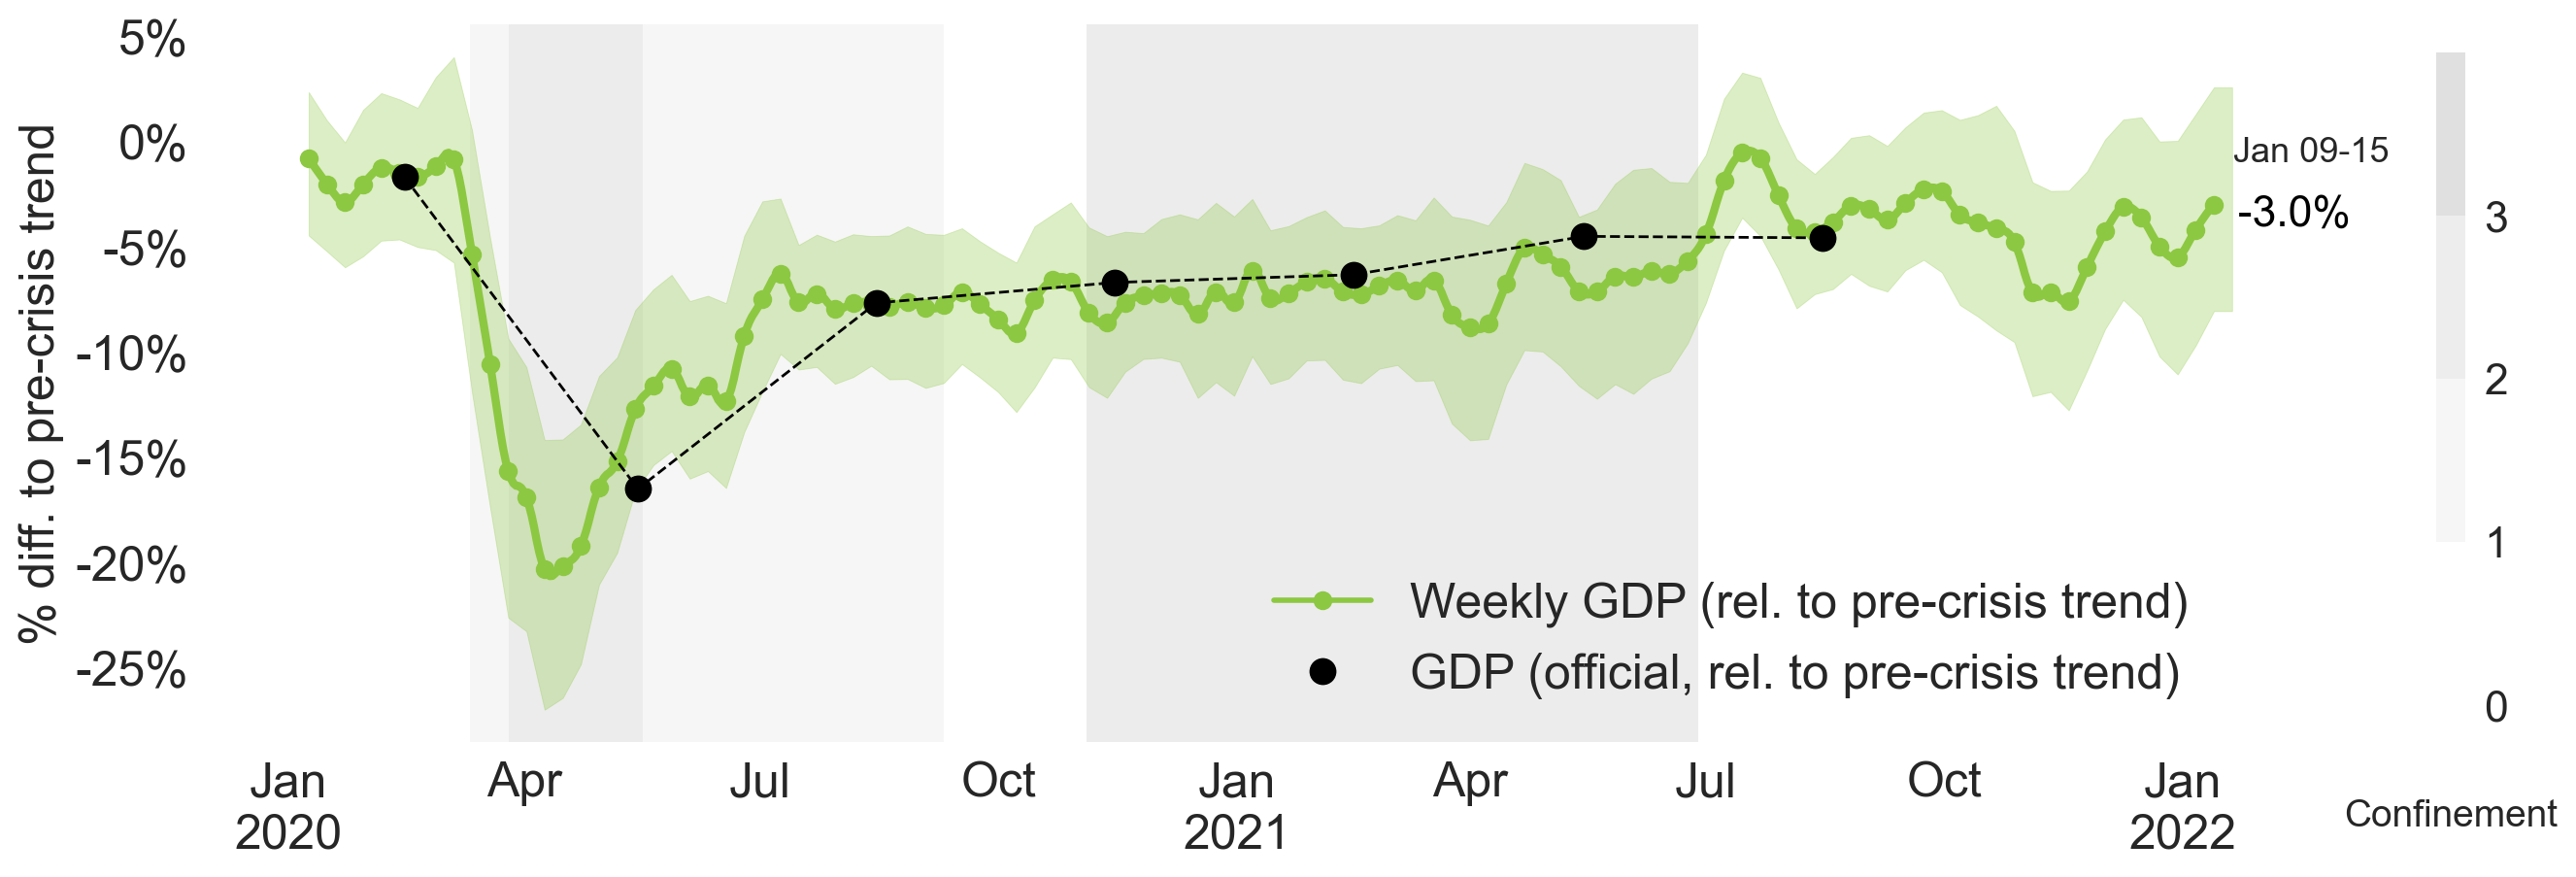 % diff. to pre-crisis trend
5%
0%
-5%
-10%
-15%
-20%
-25%
Jan 09-15
-3.0%
Weekly GDP (rel. to pre-crisis trend)
GDP (official, rel. to pre-crisis trend)
Jan Apr Jul Oct Jan Apr Jul Oct Jan
2020 2021 2022
3
2
1
0
Confinement